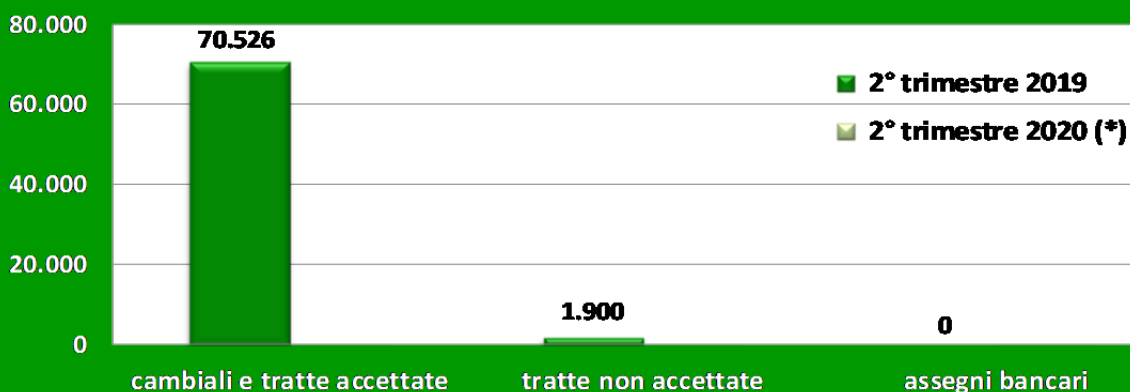 80.000
70.526
2° trimestre 2019
60.000
2° trimestre 2020 (*)
40.000
20.000
1.900
0
0
cambiali e tratte accettate
tratte non accettate
assegni bancari